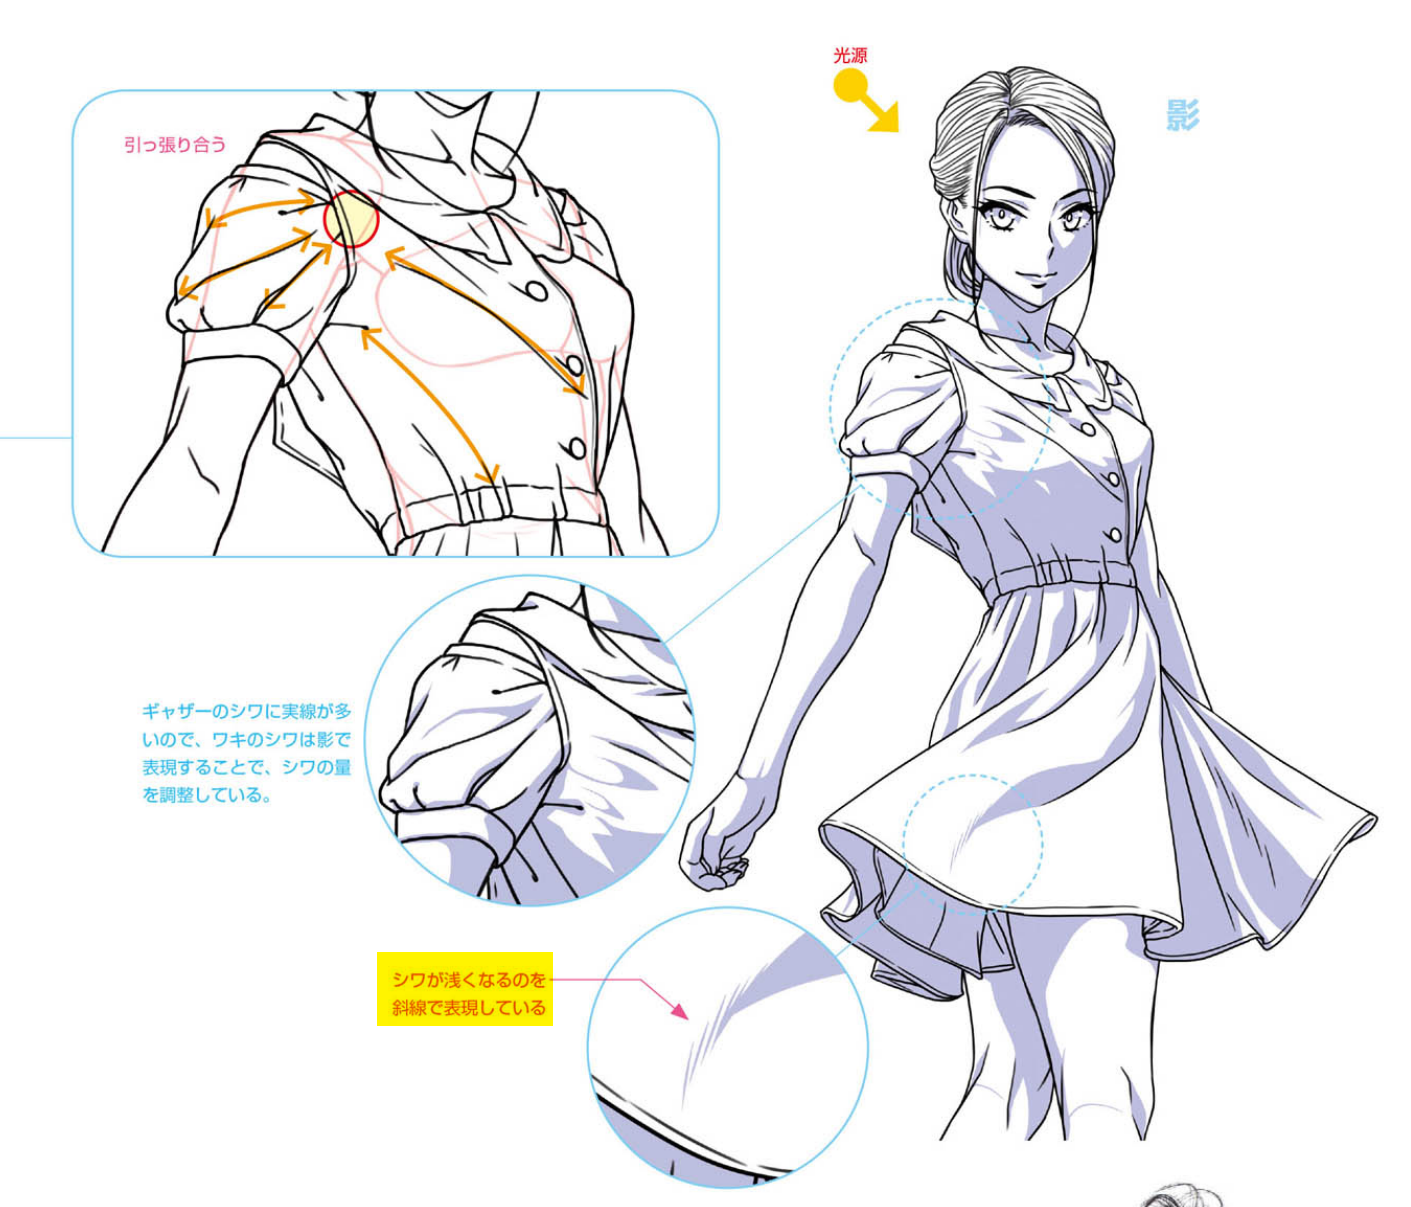 光源
影
引っ張り合う
ギャザーのシワに実線が多
いので、ワキのシワは影で
表現することで、シワの量
を調整している。
シワが浅くなるのを
斜線で表現している